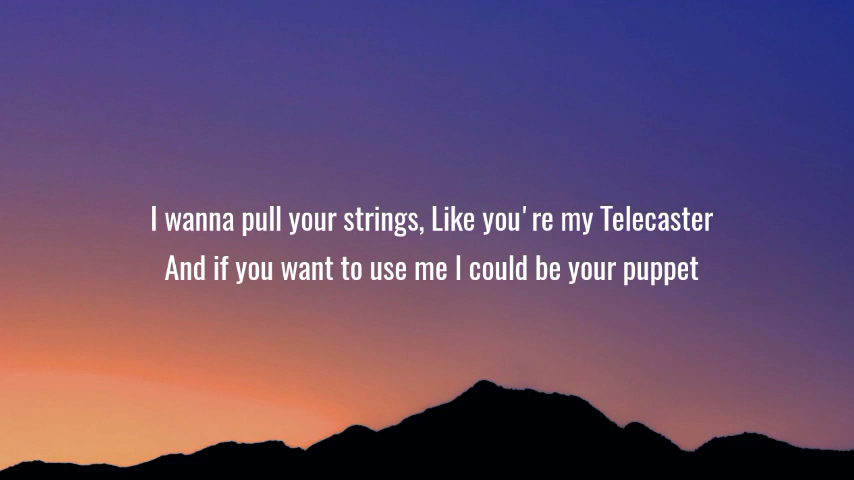 I wanna pull your strings, Like you're my Telecaster
And if you want to use me I could be your puppet